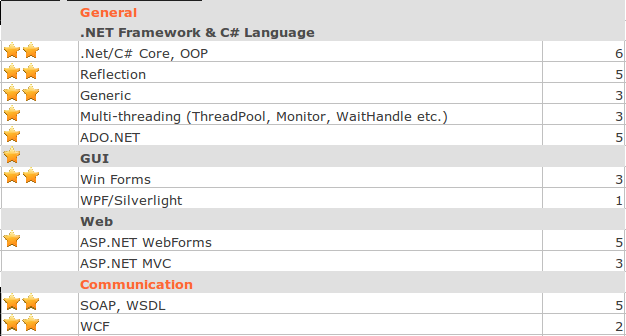 General
.NET Framework & C# Language
.Net/C# Core, OOP 6
Reflection 5
Generic 3
Multi-threading (ThreadPool, Monitor, WaitHandle etc.) 3
ADO.NET 5
GUI
Win Forms 3
WPF/Silverlight 1
Web
ASP.NET WebForms 5
ASP.NET MVC 3
Communication
SOAP, WSDL 5
WCF 2